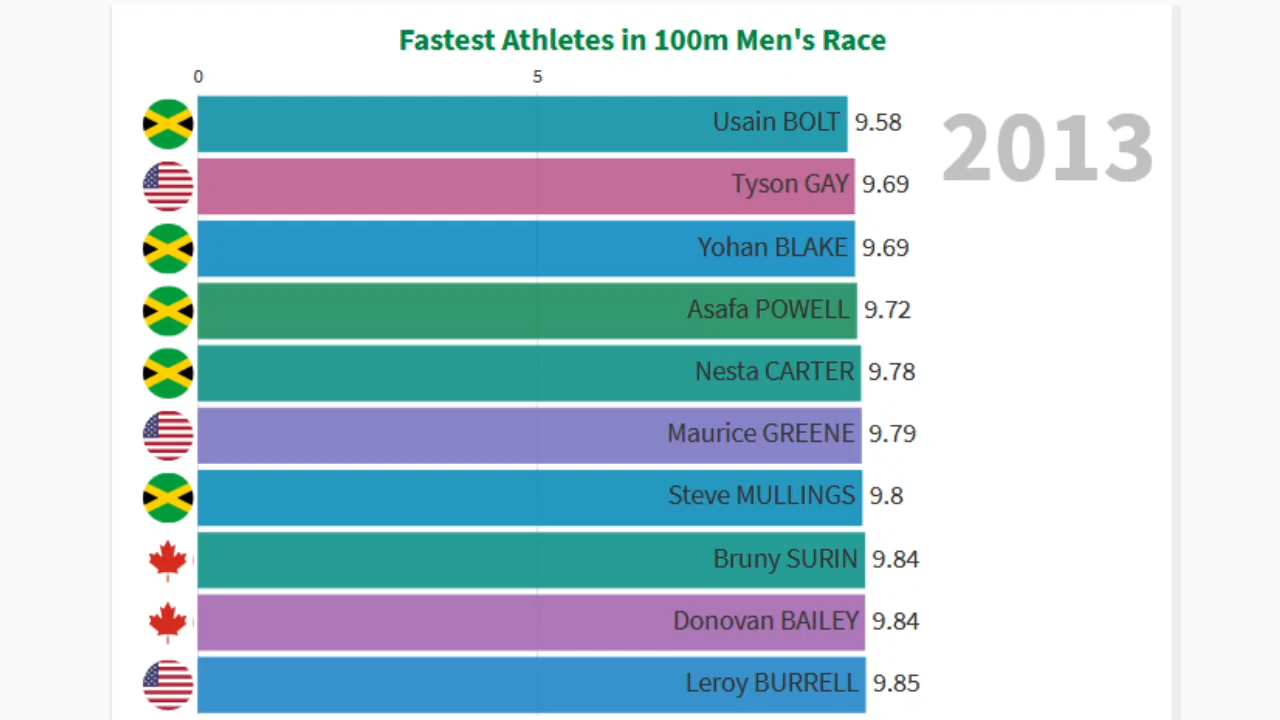 Fastest Athletes in 100m Men's Race
0 5
Usain BOLT 9.58
2013
Tyson GAY 9.69
Yohan BLAKE 9.69
Asafa POWELL 9.72
Nesta CARTER 9.78
Maurice GREENE 9.79
Steve MULLINGS 9.8
Bruny SURIN 9.84
Donovan BAILEY 9.84
Leroy BURRELL 9.85